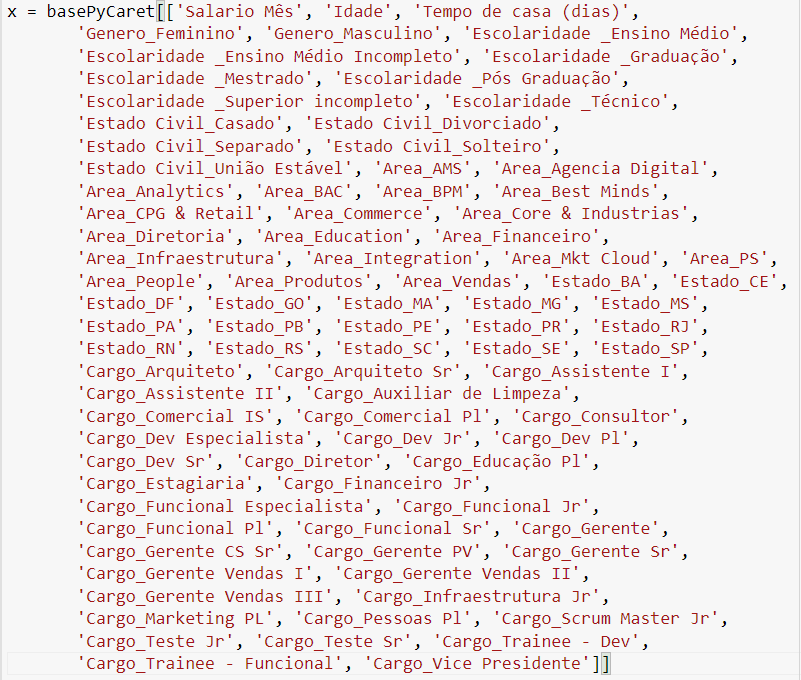 x = basePyCaret[['Salario Mês', 'Idade', 'Tempo de casa (dias)',
'Genero_Feminino', 'Genero_Masculino', 'Escolaridade _Ensino Médio',
'Escolaridade _Ensino Médio Incompleto', 'Escolaridade _Graduação',
'Escolaridade _Mestrado', 'Escolaridade _Pós Graduação',
'Escolaridade _Superior incompleto', 'Escolaridade _Técnico',
'Estado Civil_Casado', 'Estado Civil_Divorciado',
'Estado Civil_Separado', 'Estado Civil_Solteiro',
'Estado Civil_União Estável', 'Area_AMS', 'Area_Agencia Digital',
'Area_Analytics', 'Area_BAC', 'Area_BPM', 'Area_Best Minds',
'Area_CPG & Retail', 'Area_Commerce', 'Area_Core & Industrias',
'Area_Diretoria', 'Area_Education', 'Area_Financeiro',
'Area_Infraestrutura', 'Area_Integration', 'Area_Mkt Cloud', 'Area_PS',
'Area_People', 'Area_Produtos', 'Area_Vendas', 'Estado_BA', 'Estado_CE',
'Estado_DF', 'Estado_GO', 'Estado_MA', 'Estado_MG', 'Estado_MS',
'Estado_PA', 'Estado_PB', 'Estado_PE', 'Estado_PR', 'Estado_RJ',
'Estado_RN', 'Estado_RS', 'Estado_SC', 'Estado_SE', 'Estado_SP',
'Cargo_Arquiteto', 'Cargo_Arquiteto Sr', 'Cargo_Assistente I',
'Cargo_Assistente II', 'Cargo_Auxiliar de Limpeza',
'Cargo_Comercial IS', 'Cargo_Comercial Pl', 'Cargo_Consultor',
'Cargo_Dev Especialista', 'Cargo_Dev Jr', 'Cargo_Dev Pl',
'Cargo_Dev Sr', 'Cargo_Diretor', 'Cargo_Educação Pl',
'Cargo_Estagiaria', 'Cargo_Financeiro Jr',
'Cargo_Funcional Especialista', 'Cargo_Funcional Jr',
'Cargo_Funcional Pl', 'Cargo_Funcional Sr', 'Cargo_Gerente',
'Cargo_Gerente CS Sr', 'Cargo_Gerente PV', 'Cargo_Gerente Sr',
'Cargo_Gerente Vendas I', 'Cargo_Gerente Vendas II',
'Cargo_Gerente Vendas III', 'Cargo_Infraestrutura Jr',
'Cargo_Marketing PL', 'Cargo_Pessoas Pl', 'Cargo_Scrum Master Jr',
'Cargo_Teste Jr', 'Cargo_Teste Sr', 'Cargo_Trainee - Dev',
'Cargo_Trainee - Funcional', 'Cargo_Vice Presidente']]